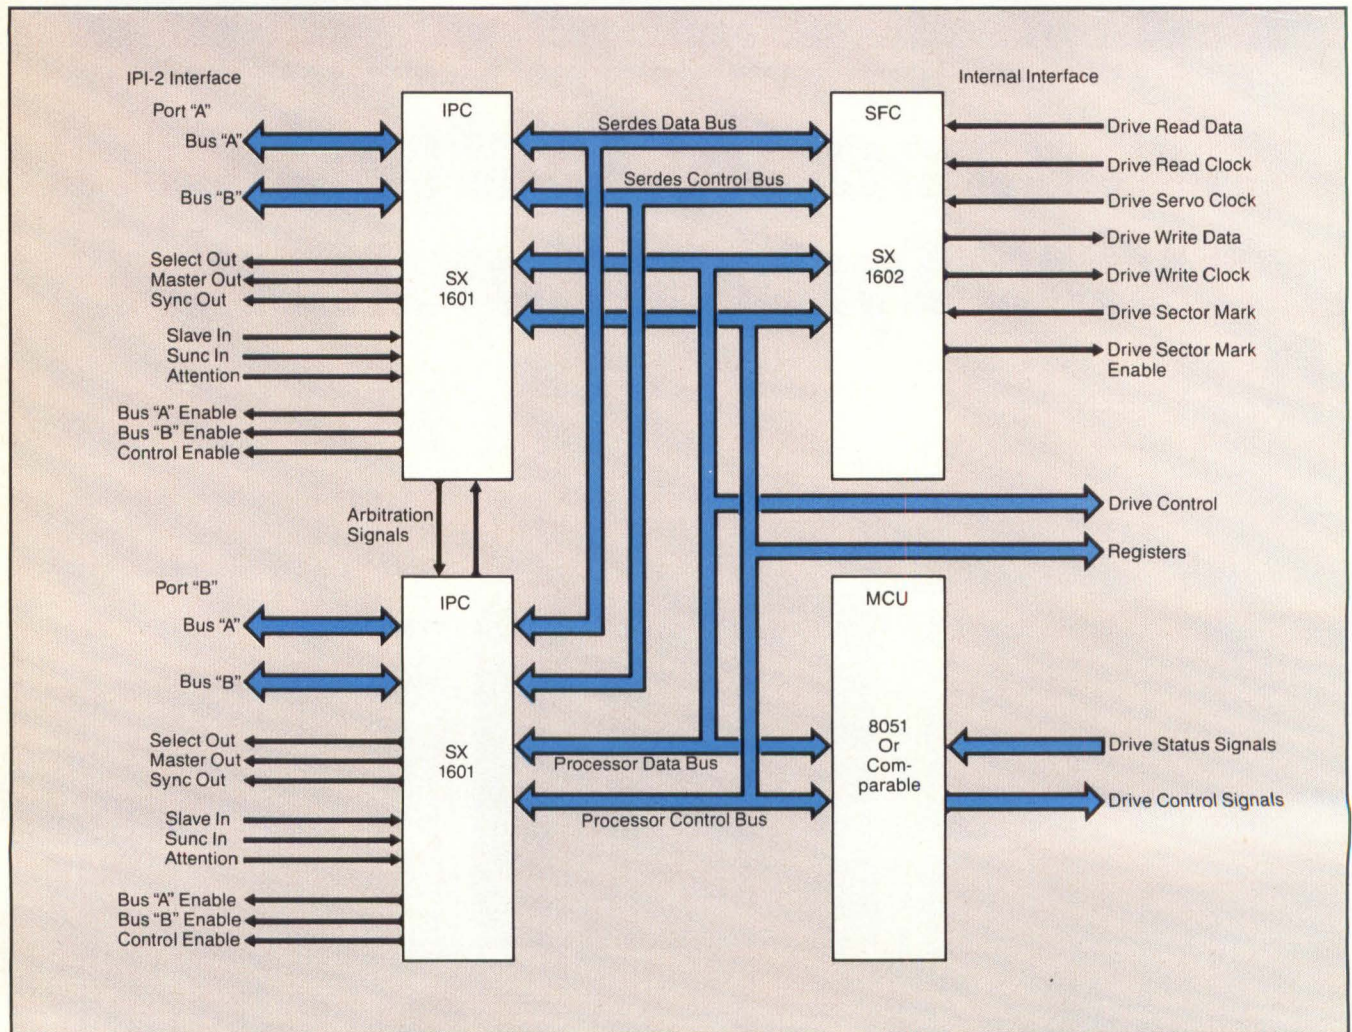 IPI-2 Interface
Port "A"
Bus "A"
Bus "B"
Select Out
Master Out
Sync Out
Slave In
Sunc In
Attention
Bus "A" Enable
Bus "B" Enable
Control Enable
IPC
SX
1601
Arbitration
Signals
Port "B"
Bus "A"
Bus "B"
Select Out
Master Out
Sync Out
Slave In
Sunc In
Attention
Bus "A" Enable
Bus "B" Enable
Control Enable
IPC
SX
1601
Serdes Data Bus
Serdes Control Bus
Processor Data Bus
Processor Control Bus
SFC
SX
1602
MCU
8051
Or
Com-
parable
Internal Interface
Drive Read Data
Drive Read Clock
Drive Servo Clock
Drive Write Data
Drive Write Clock
Drive Sector Mark
Drive Sector Mark
Enable
Drive Control
Registers
Drive Status Signals
Drive Control Signals